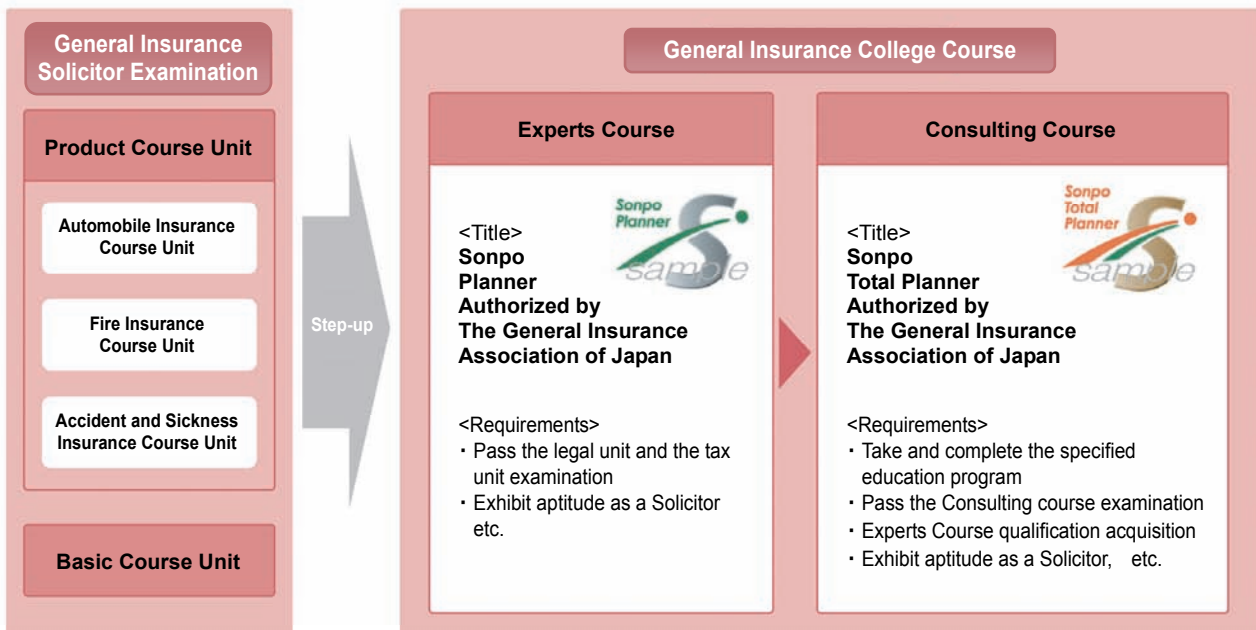 General Insurance
Solicitor Examination
Product Course Unit
Automobile Insurance
Course Unit
Fire Insurance
Course Unit
Accident and Sickness
Insurance Course Unit
Basic Course Unit
Step-up
General Insurance College Course
Experts Course
Sonpo
Planner
sample
<Title>
Sonpo
Planner
Authorized by
The General Insurance
Association of Japan
<Requirements>
・Pass the legal unit and the tax
unit examination
・Exhibit aptitude as a Solicitor
etc.
Consulting Course
Sonpo
Total
Planner
sample
<Title>
Sonpo
Total Planner
Authorized by
The General Insurance
Association of Japan
<Requirements>
・Take and complete the specified
education program
・Pass the Consulting course examination
・Experts Course qualification acquisition
・Exhibit aptitude as a Solicitor, etc.